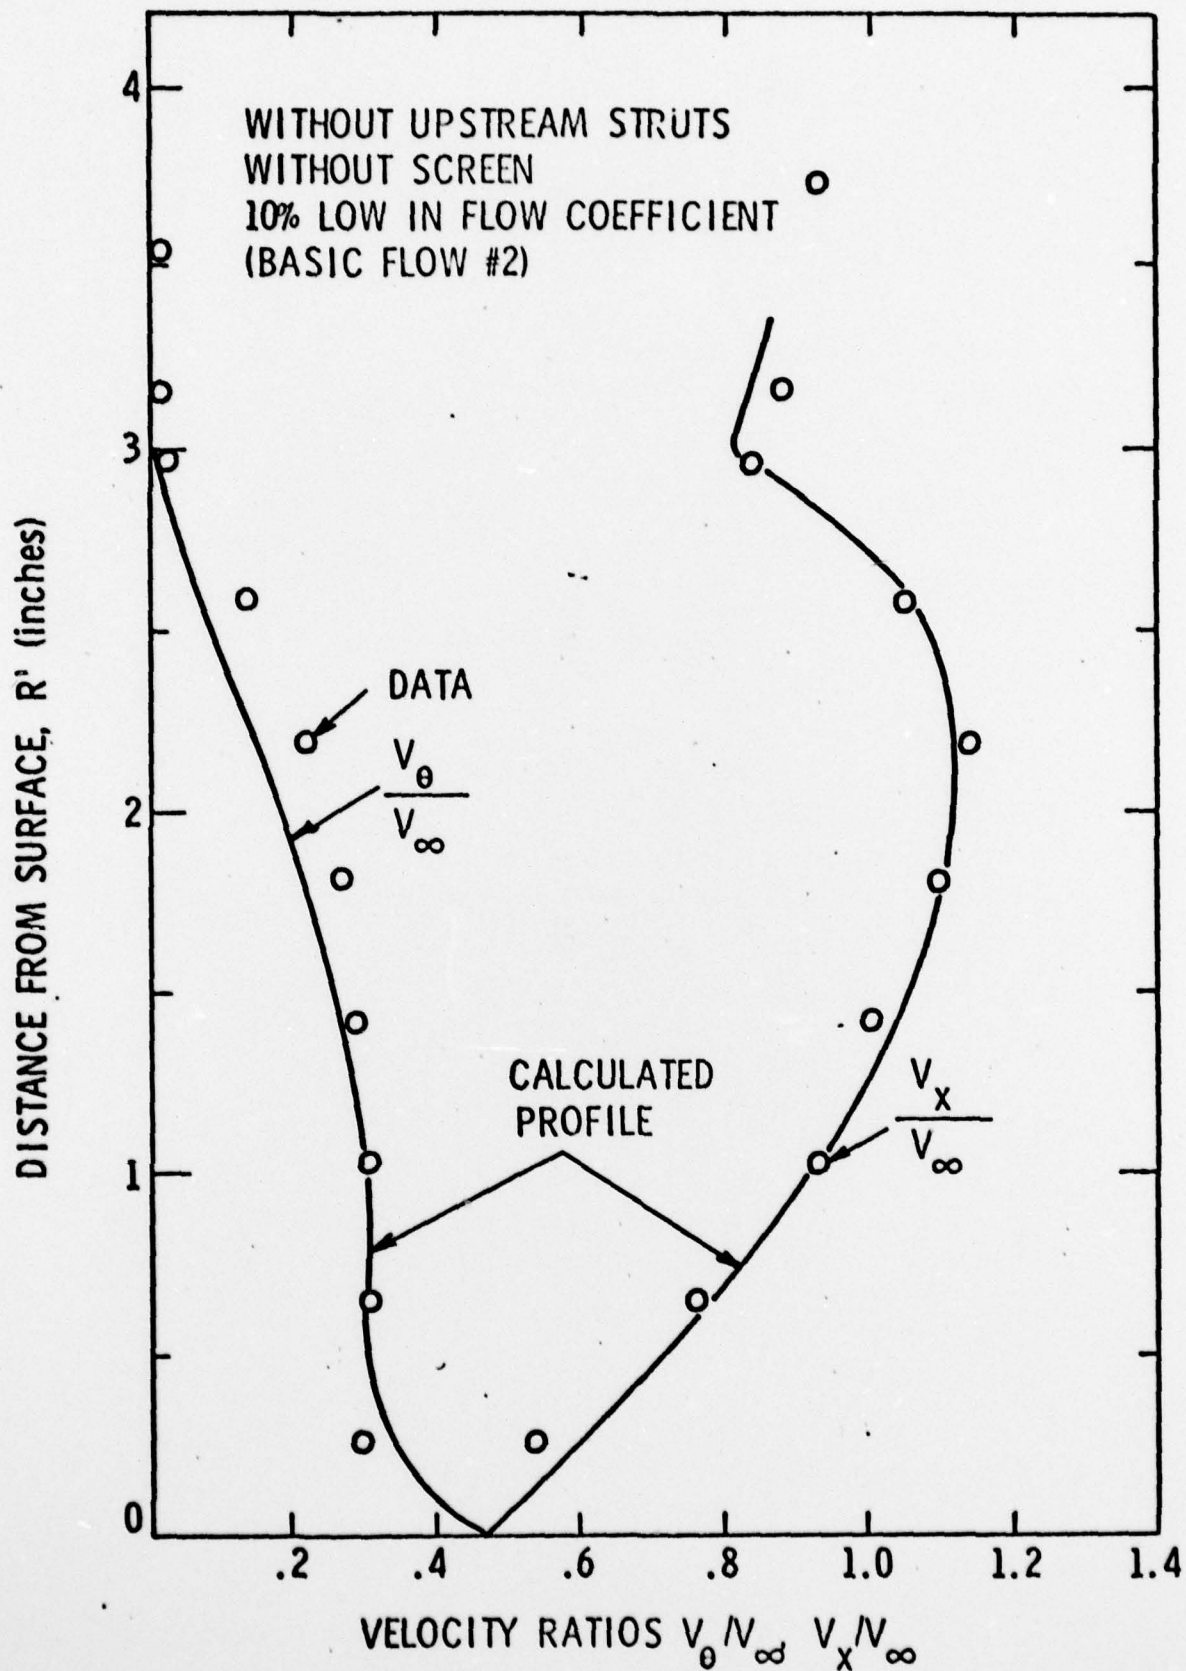 4
WITHOUT UPSTREAM STRUTS
WITHOUT SCREEN
10% LOW IN FLOW COEFFICIENT
(BASIC FLOW #2)
3
DATA
V_θ
V_∞
2
CALCULATED
PROFILE
V_x
V_∞
1
0
.2 .4 .6 .8 1.0 1.2 1.4
VELOCITY RATIOS V_θ/V_∞, V_x/V_∞
DISTANCE FROM SURFACE, R' (inches)